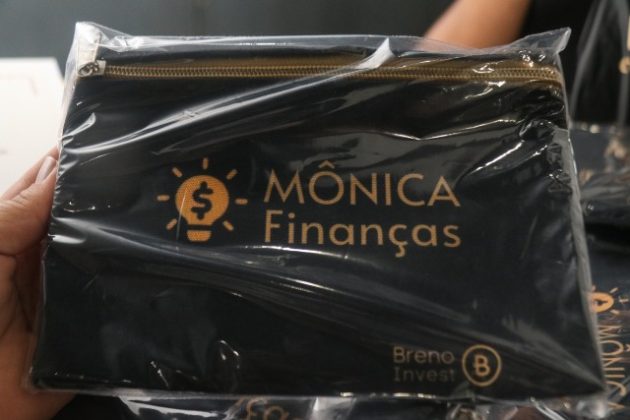 MÔNICA
Finanças
Breno
Invest